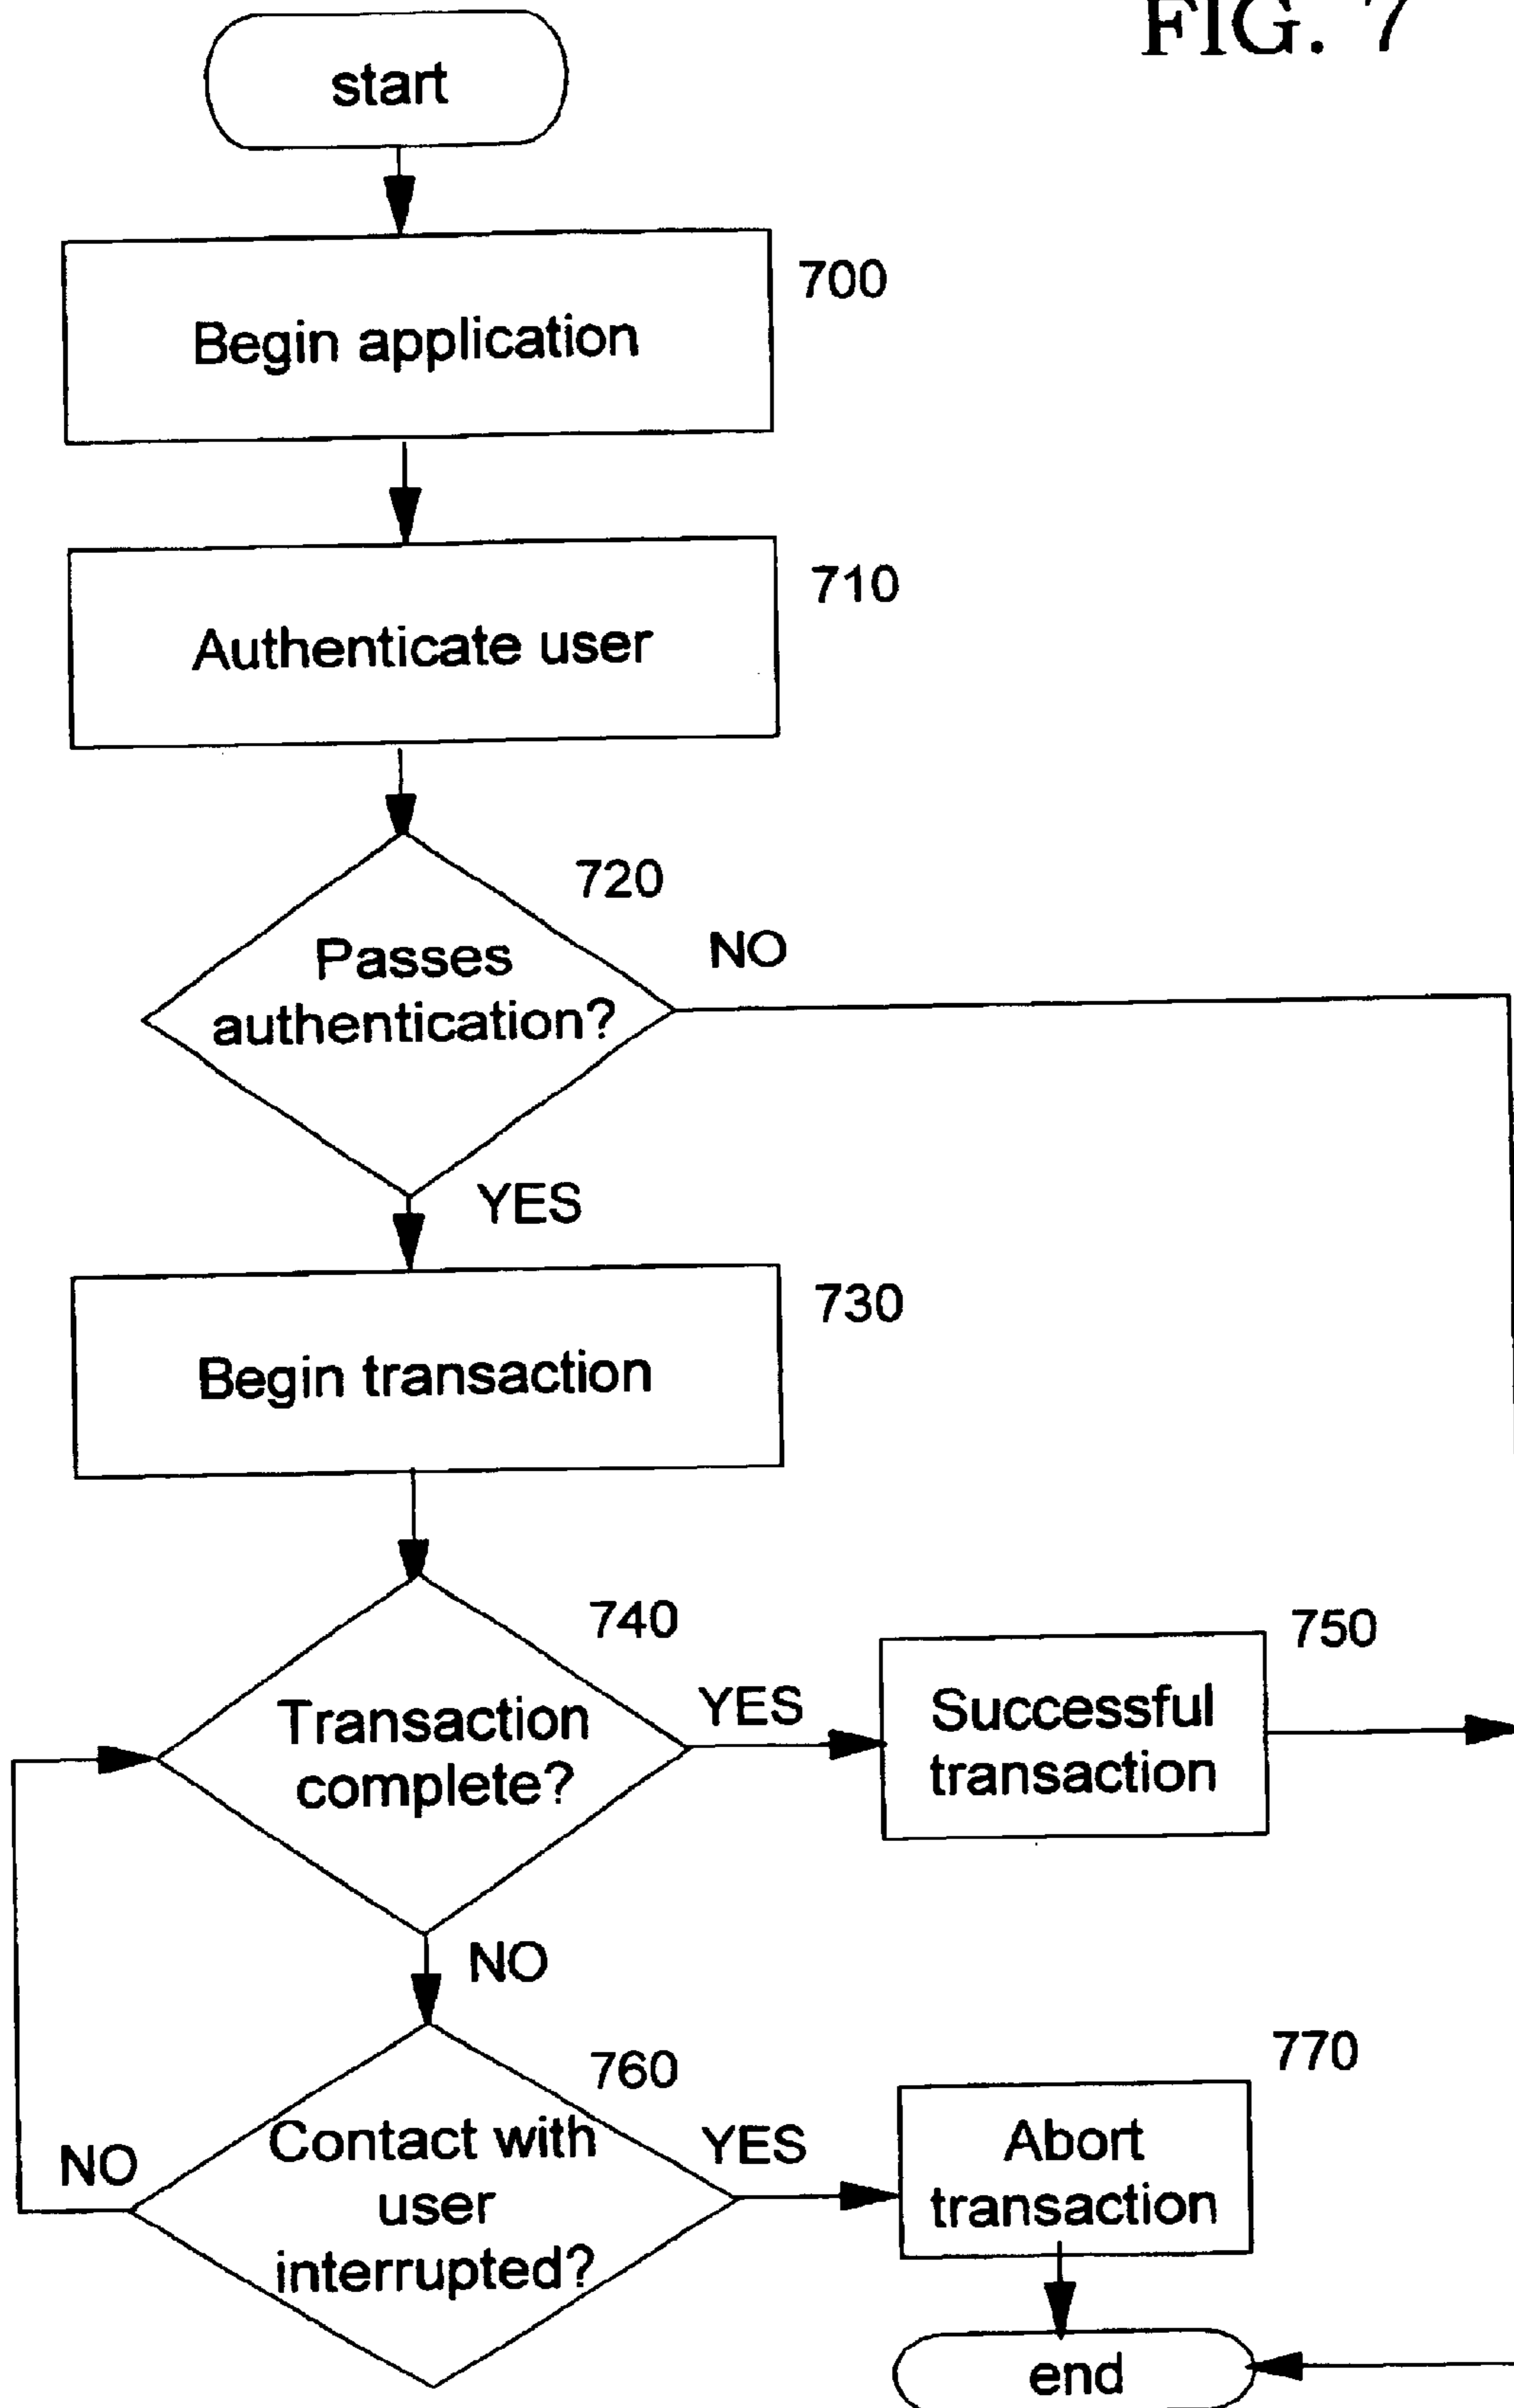 FIG. 7
start
700
Begin application
710
Authenticate user
720
Passes
authentication?
NO
YES
730
Begin transaction
740
Transaction
complete?
YES
750
Successful
transaction
NO
760
Contact with
user
interrupted?
NO
YES
770
Abort
transaction
end